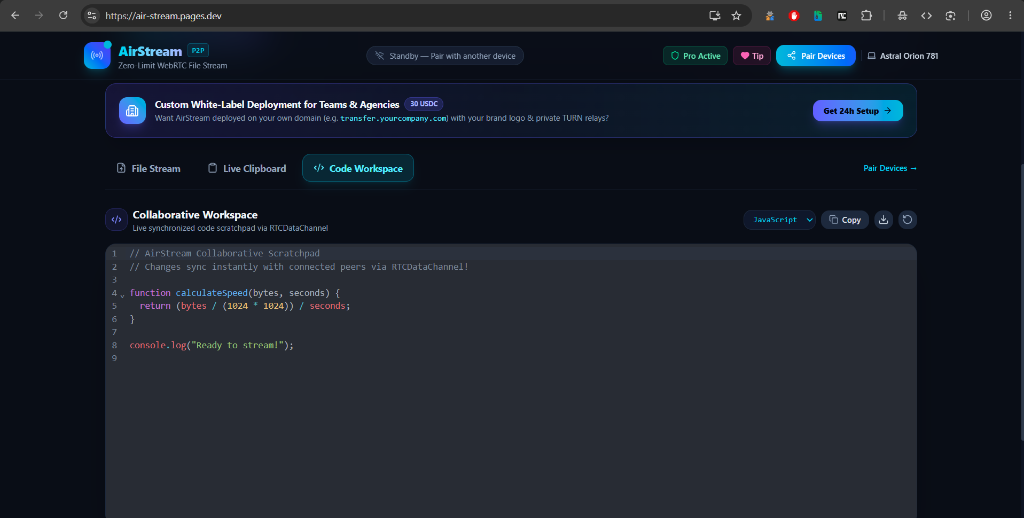 https://air-stream.pages.dev
AirStream P2P
Zero-Limit WebRTC File Stream
Standby — Pair with another device
Pro Active
Tip
Pair Devices
Astral Orion 781
Custom White-Label Deployment for Teams & Agencies 30 USDC
Want AirStream deployed on your own domain (e.g. transfer.yourcompany.com) with your brand logo & private TURN relays?
Get 24h Setup →
File Stream
Live Clipboard
</> Code Workspace
Pair Devices →
</> Collaborative Workspace
Live synchronized code scratchpad via RTCDataChannel
JavaScript
Copy
1 // AirStream Collaborative Scratchpad
2 // Changes sync instantly with connected peers via RTCDataChannel!
3
4 function calculateSpeed(bytes, seconds) {
5   return (bytes / (1024 * 1024)) / seconds;
6 }
7
8 console.log("Ready to stream!");
9